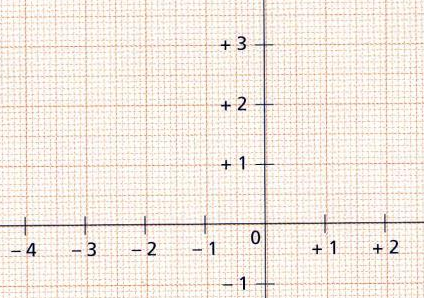 + 3
+ 2
+ 1
- 4 - 3 - 2 - 1 0 + 1 + 2
- 1